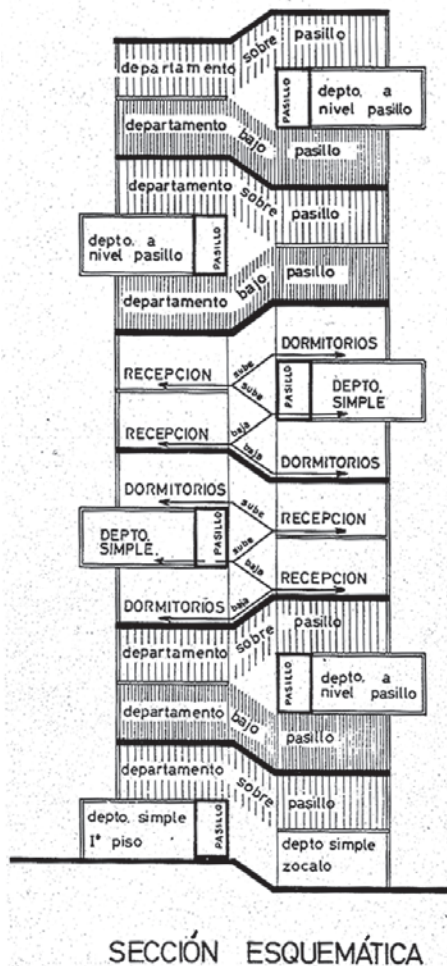 departamento sobre pasillo
PASILLO
depto. a
nivel pasillo
departamento bajo pasillo
departamento sobre pasillo
depto. a
nivel pasillo
PASILLO
departamento bajo pasillo
DORMITORIOS
sube
RECEPCION
sube
PASILLO
DEPTO.
SIMPLE
baja
RECEPCION
baja
DORMITORIOS
DORMITORIOS
sube
PASILLO
RECEPCION
DEPTO.
SIMPLE.
sube
baja
RECEPCION
DORMITORIOS
baja
departamento sobre pasillo
PASILLO
depto. a
nivel pasillo
departamento bajo pasillo
departamento sobre pasillo
depto. simple
1° piso
PASILLO
depto simple
zocalo
SECCIÓN ESQUEMÁTICA